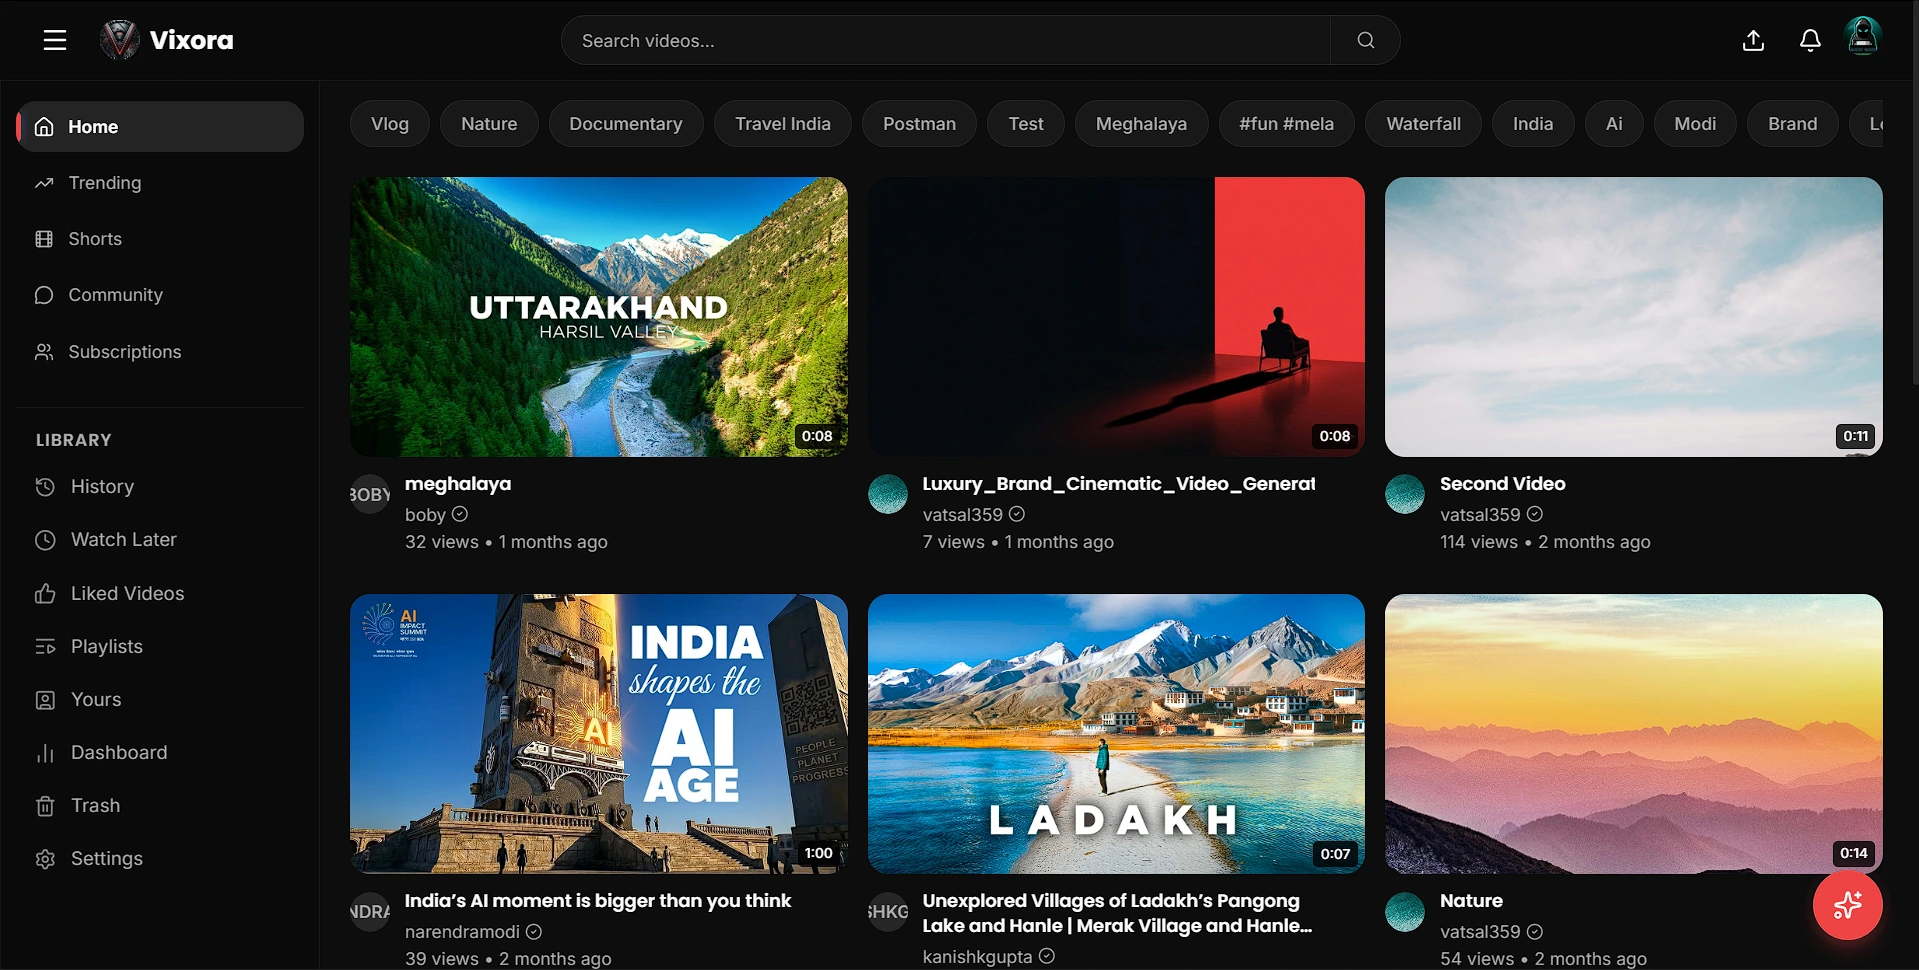 Vixora
Search videos...
Home
Trending
Shorts
Community
Subscriptions
LIBRARY
History
Watch Later
Liked Videos
Playlists
Yours
Dashboard
Trash
Settings
Vlog
Nature
Documentary
Travel India
Postman
Test
Meghalaya
#fun #mela
Waterfall
India
Ai
Modi
Brand
UTTARAKHAND
HARSIL VALLEY
0:08
BOBY
meghalaya
boby
32 views • 1 months ago
0:08
Luxury_Brand_Cinematic_Video_Generat
vatsal359
7 views • 1 months ago
0:11
Second Video
vatsal359
114 views • 2 months ago
AI
IMPACT
SUMMIT
INDIA
shapes the
AI
AGE
AI
PEOPLE
PLANET
PROGRESS
1:00
NDRA
India’s AI moment is bigger than you think
narendramodi
39 views • 2 months ago
LADAKH
0:07
SHKG
Unexplored Villages of Ladakh’s Pangong
Lake and Hanle | Merak Village and Hanle...
kanishkgupta
0:14
Nature
vatsal359
54 views • 2 months ago